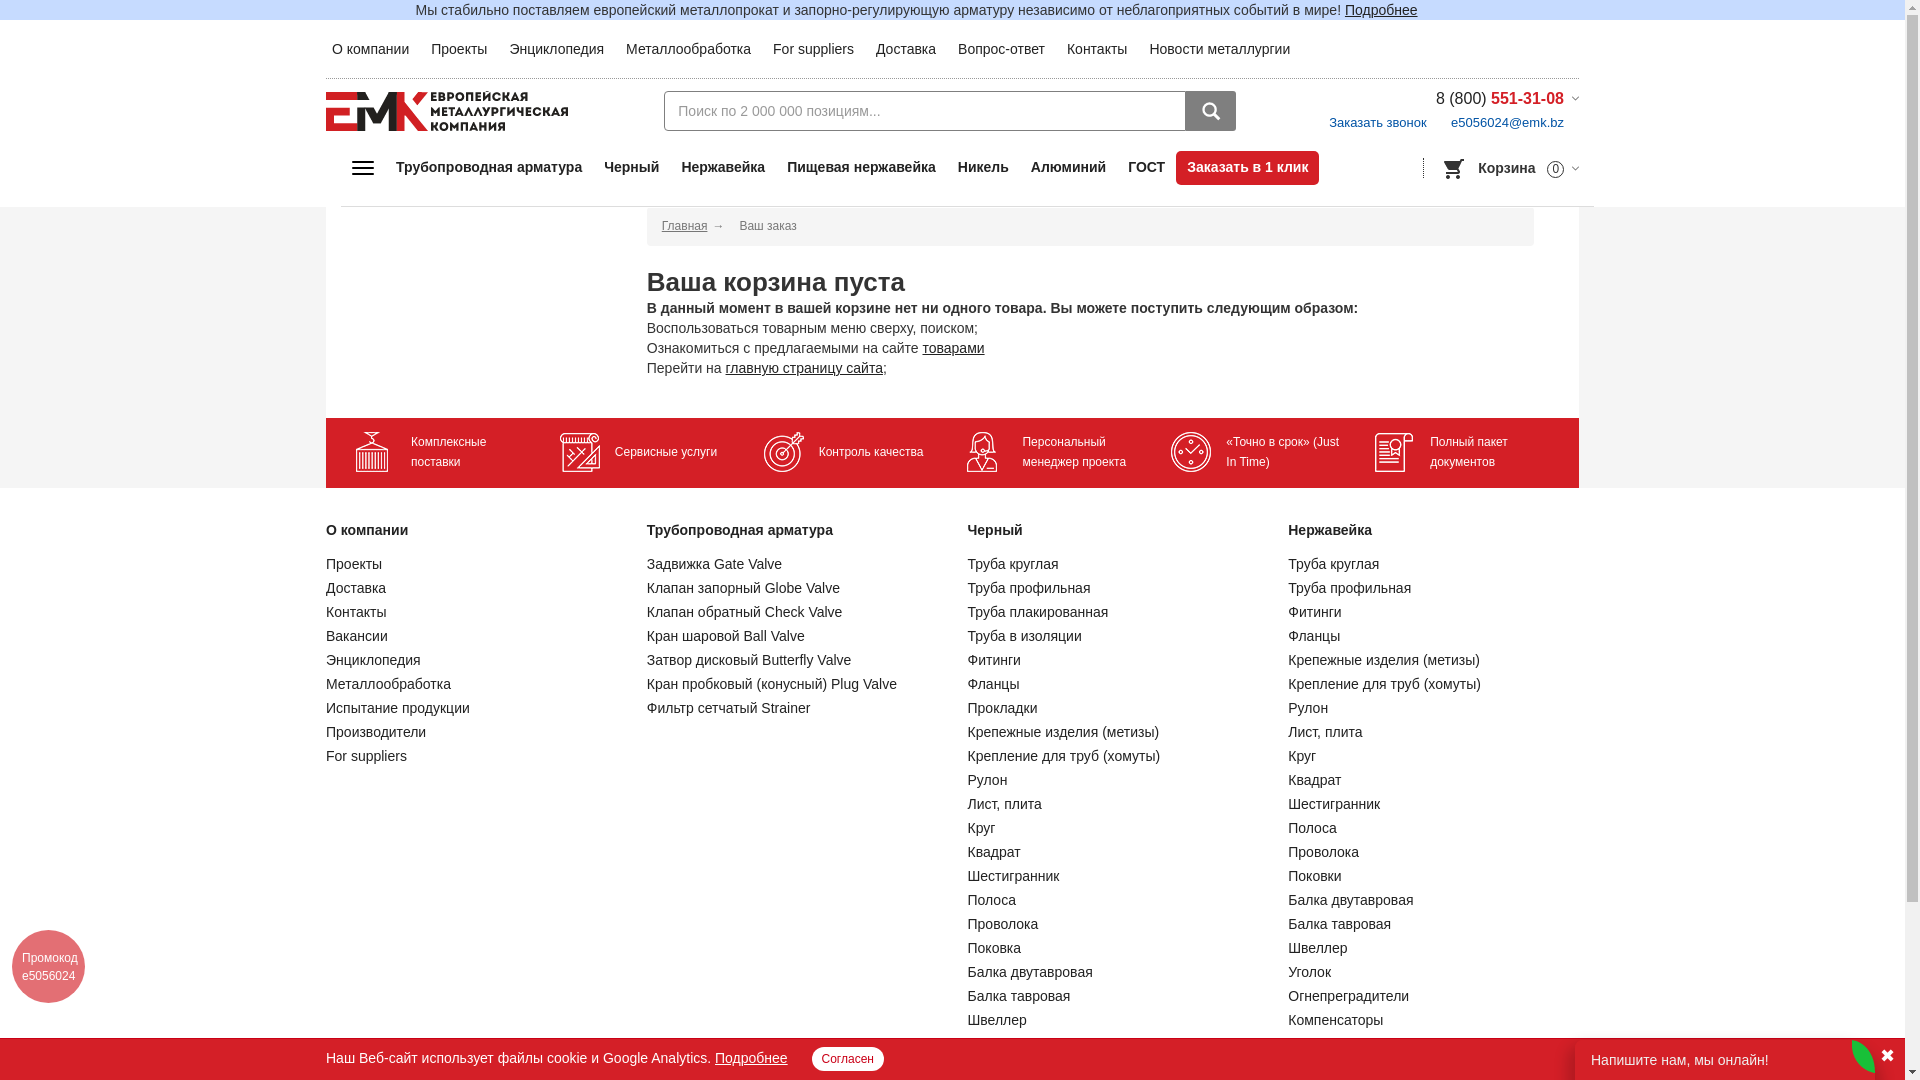 Мы стабильно поставляем европейский металлопрокат и запорно-регулирующую арматуру независимо от неблагоприятных событий в мире! Подробнее
О компании Проекты Энциклопедия Металлообработка For suppliers Доставка Вопрос-ответ Контакты Новости металлургии
ЕМК ЕВРОПЕЙСКАЯ
МЕТАЛЛУРГИЧЕСКАЯ
КОМПАНИЯ
Поиск по 2 000 000 позициям...
8 (800) 551-31-08
Заказать звонок e5056024@emk.bz
Трубопроводная арматура Черный Нержавейка Пищевая нержавейка Никель Алюминий ГОСТ Заказать в 1 клик Корзина 0
Главная → Ваш заказ
Ваша корзина пуста
В данный момент в вашей корзине нет ни одного товара. Вы можете поступить следующим образом:
Воспользоваться товарным меню сверху, поиском;
Ознакомиться с предлагаемыми на сайте товарами
Перейти на главную страницу сайта;
Комплексные
поставки
Сервисные услуги
Контроль качества
Персональный
менеджер проекта
«Точно в срок» (Just
In Time)
Полный пакет
документов
О компании
Проекты
Доставка
Контакты
Вакансии
Энциклопедия
Металлообработка
Испытание продукции
Производители
For suppliers
Трубопроводная арматура
Задвижка Gate Valve
Клапан запорный Globe Valve
Клапан обратный Check Valve
Кран шаровой Ball Valve
Затвор дисковый Butterfly Valve
Кран пробковый (конусный) Plug Valve
Фильтр сетчатый Strainer
Черный
Труба круглая
Труба профильная
Труба плакированная
Труба в изоляции
Фитинги
Фланцы
Прокладки
Крепежные изделия (метизы)
Крепление для труб (хомуты)
Рулон
Лист, плита
Круг
Квадрат
Шестигранник
Полоса
Проволока
Поковка
Балка двутавровая
Балка тавровая
Швеллер
Нержавейка
Труба круглая
Труба профильная
Фитинги
Фланцы
Крепежные изделия (метизы)
Крепление для труб (хомуты)
Рулон
Лист, плита
Круг
Квадрат
Шестигранник
Полоса
Проволока
Поковки
Балка двутавровая
Балка тавровая
Швеллер
Уголок
Огнепреградители
Компенсаторы
Промокод
e5056024
Наш Веб-сайт использует файлы cookie и Google Analytics. Подробнее Согласен
Напишите нам, мы онлайн!